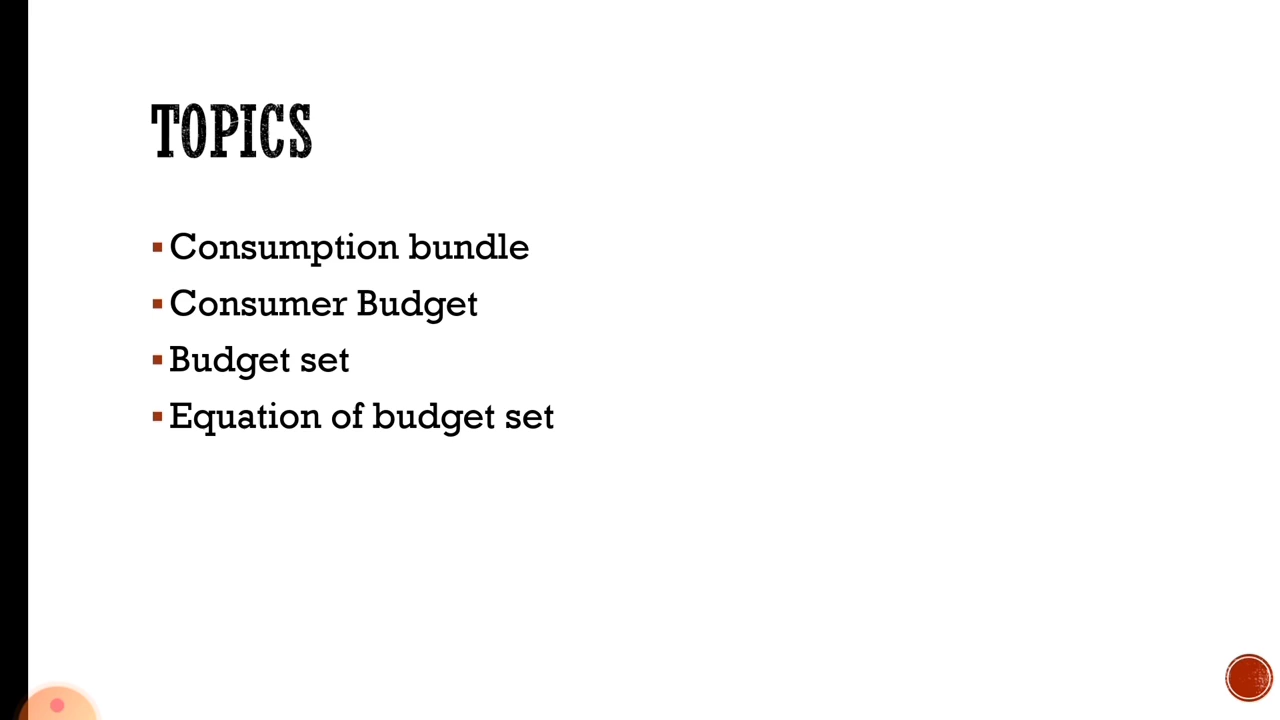 TOPICS
Consumption bundle
Consumer Budget
Budget set
Equation of budget set